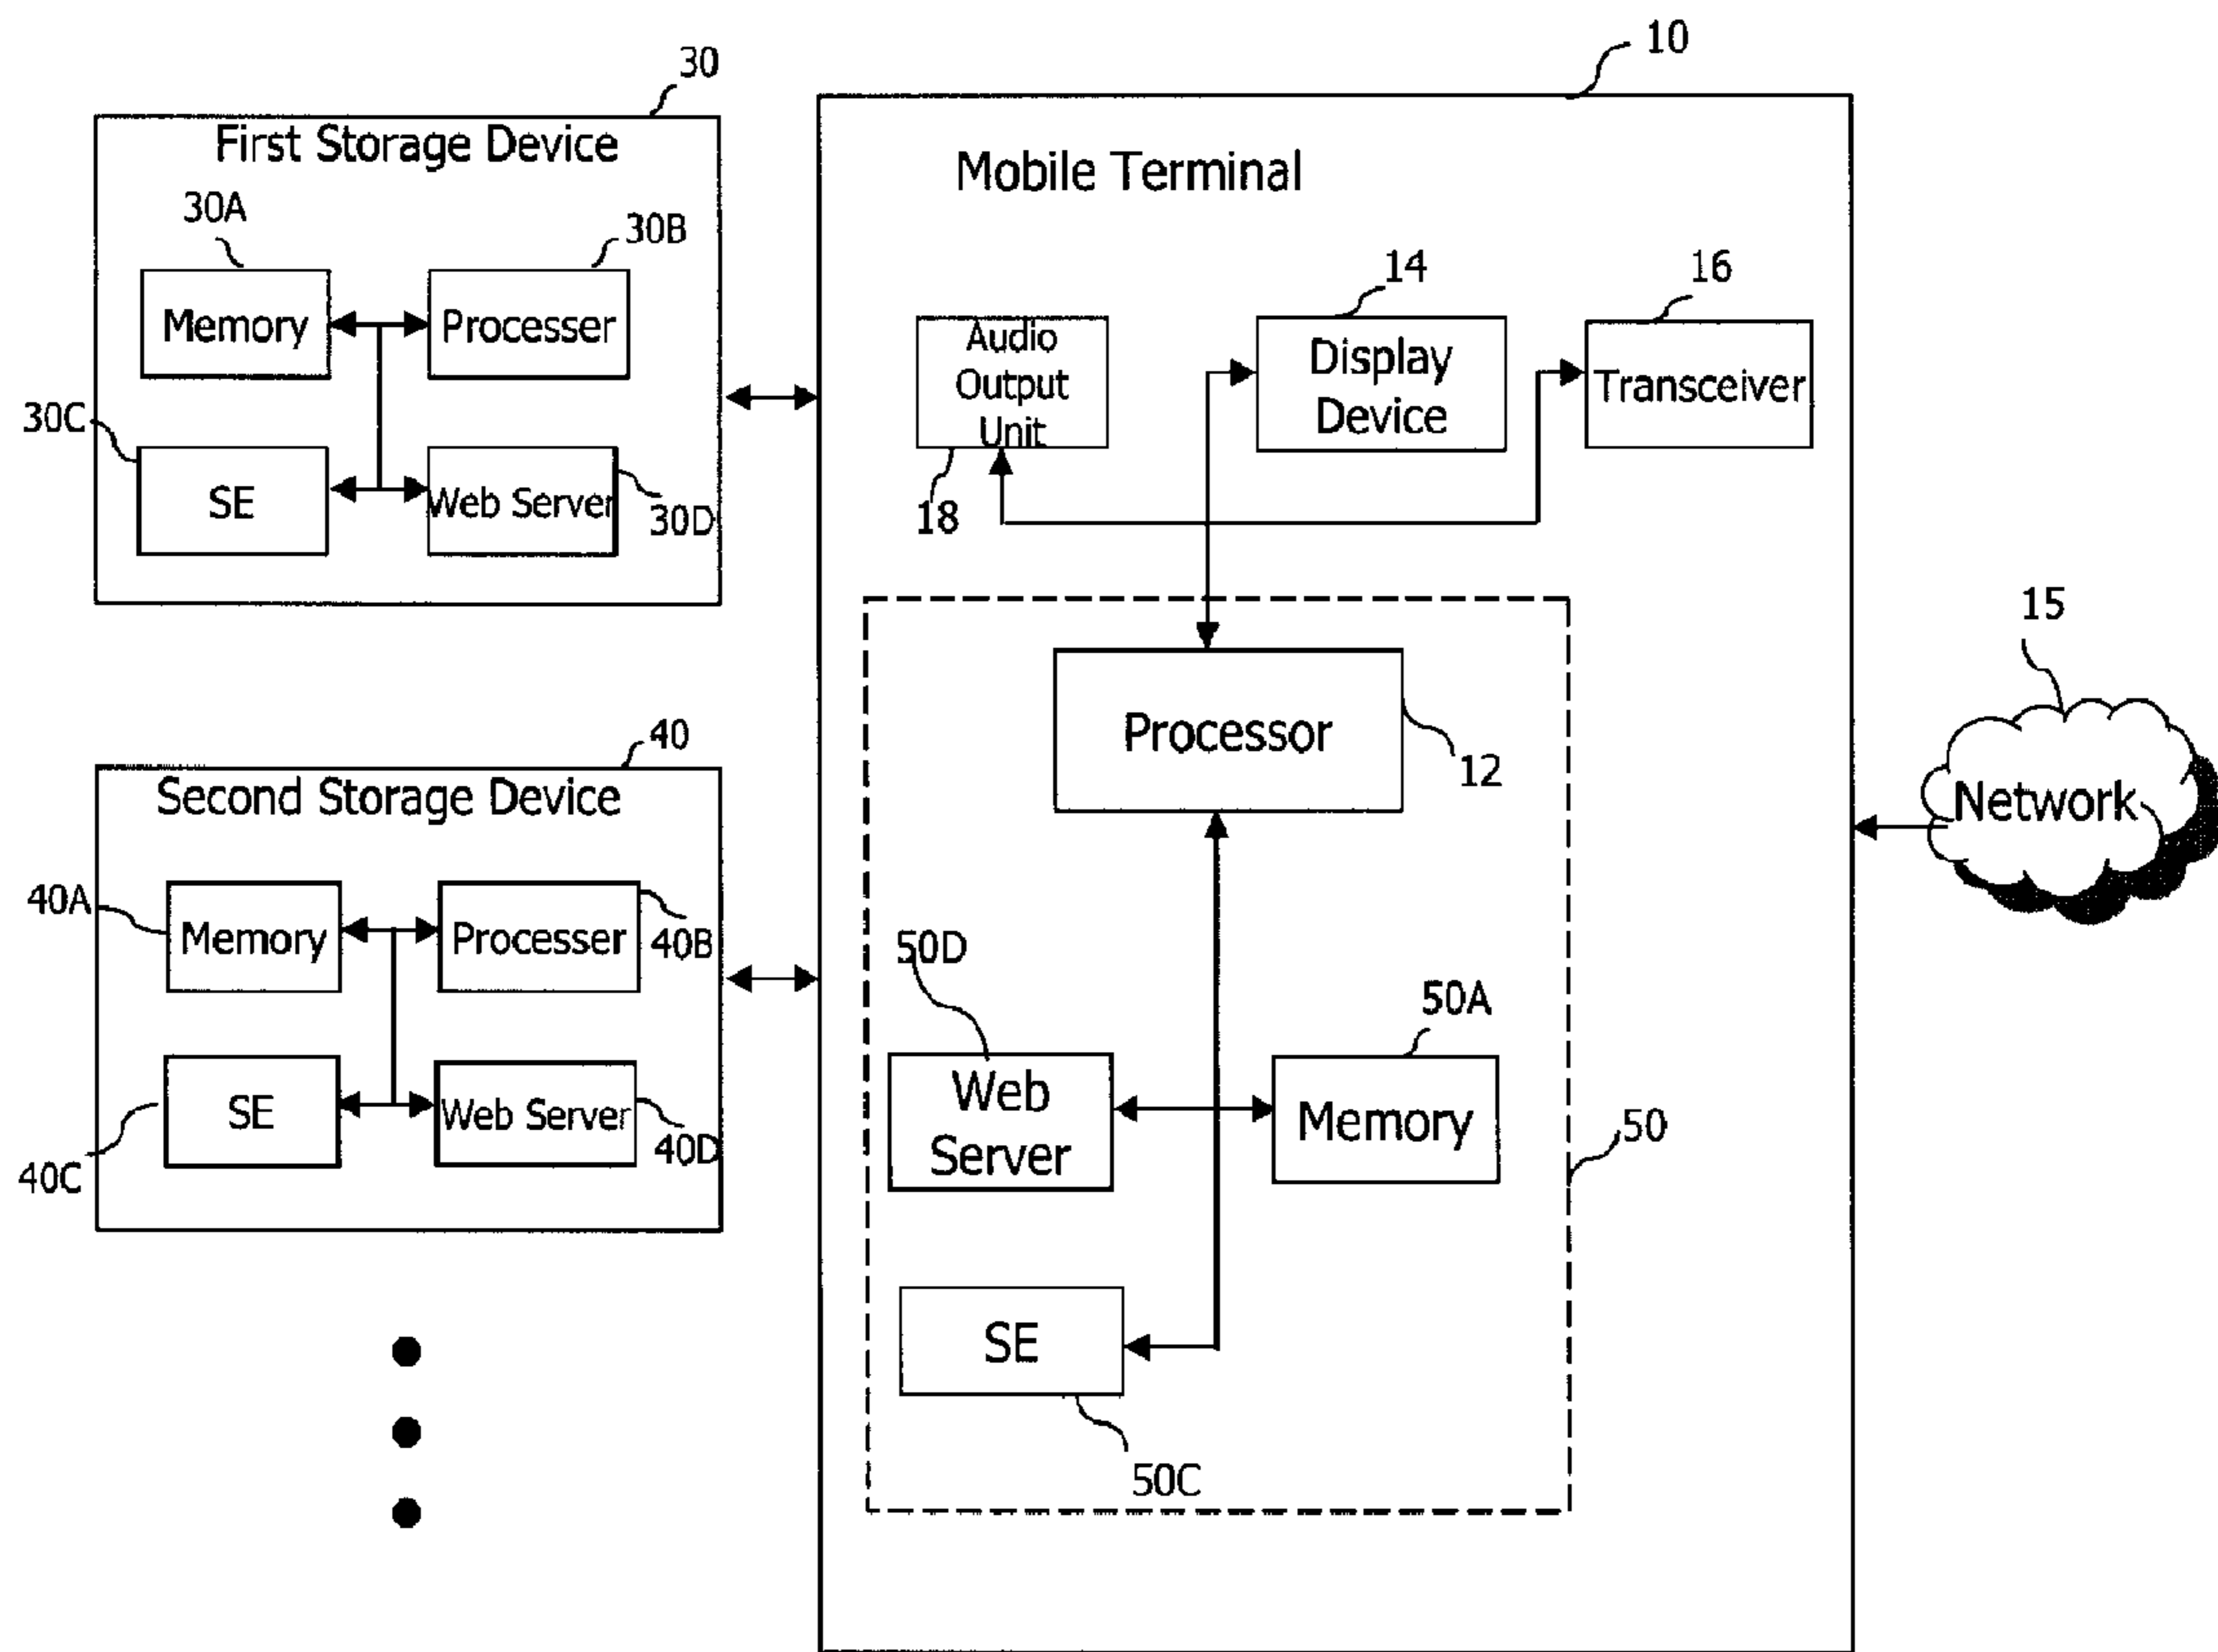 10
30
First Storage Device
Mobile Terminal
30A
30B
Memory
Processer
30C
SE
Web Server
30D
14
16
Audio
Output
Unit
Display
Device
Transceiver
18
15
Network
Processor
12
40
Second Storage Device
40A
Memory
Processer
40B
SE
Web Server
40C
40D
50D
50A
Web
Server
Memory
50
SE
50C